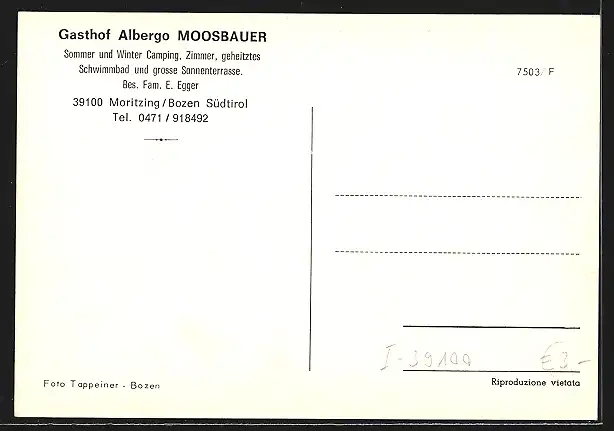 Gasthof Albergo MOOSBAUER
Sommer und Winter Camping, Zimmer, geheitztes
Schwimmbad und grosse Sonnenterrasse.
Bes. Fam. E. Egger
39100 Moritzing/Bozen Südtirol
Tel. 0471/918492
7503/F
I-39100
€3-
Foto Tappeiner - Bozen
Riproduzione vietata